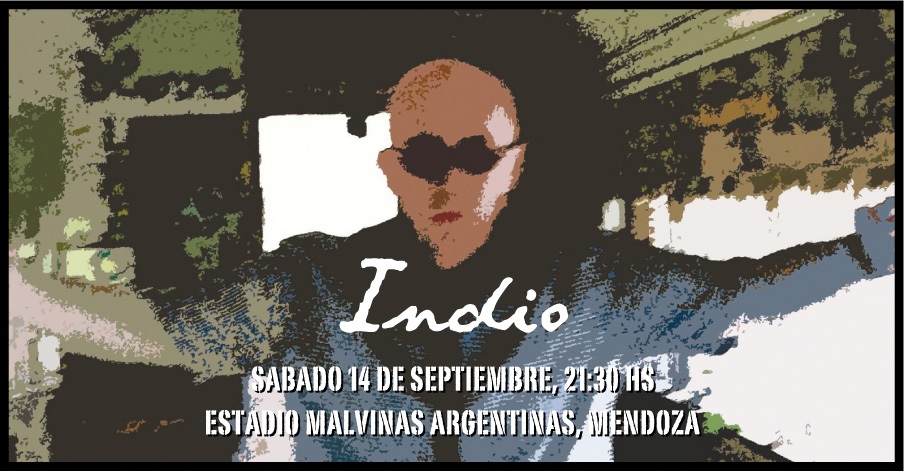 Indio
SABADO 14 DE SEPTIEMBRE, 21:30 HS.
ESTADIO MALVINAS ARGENTINAS, MENDOZA